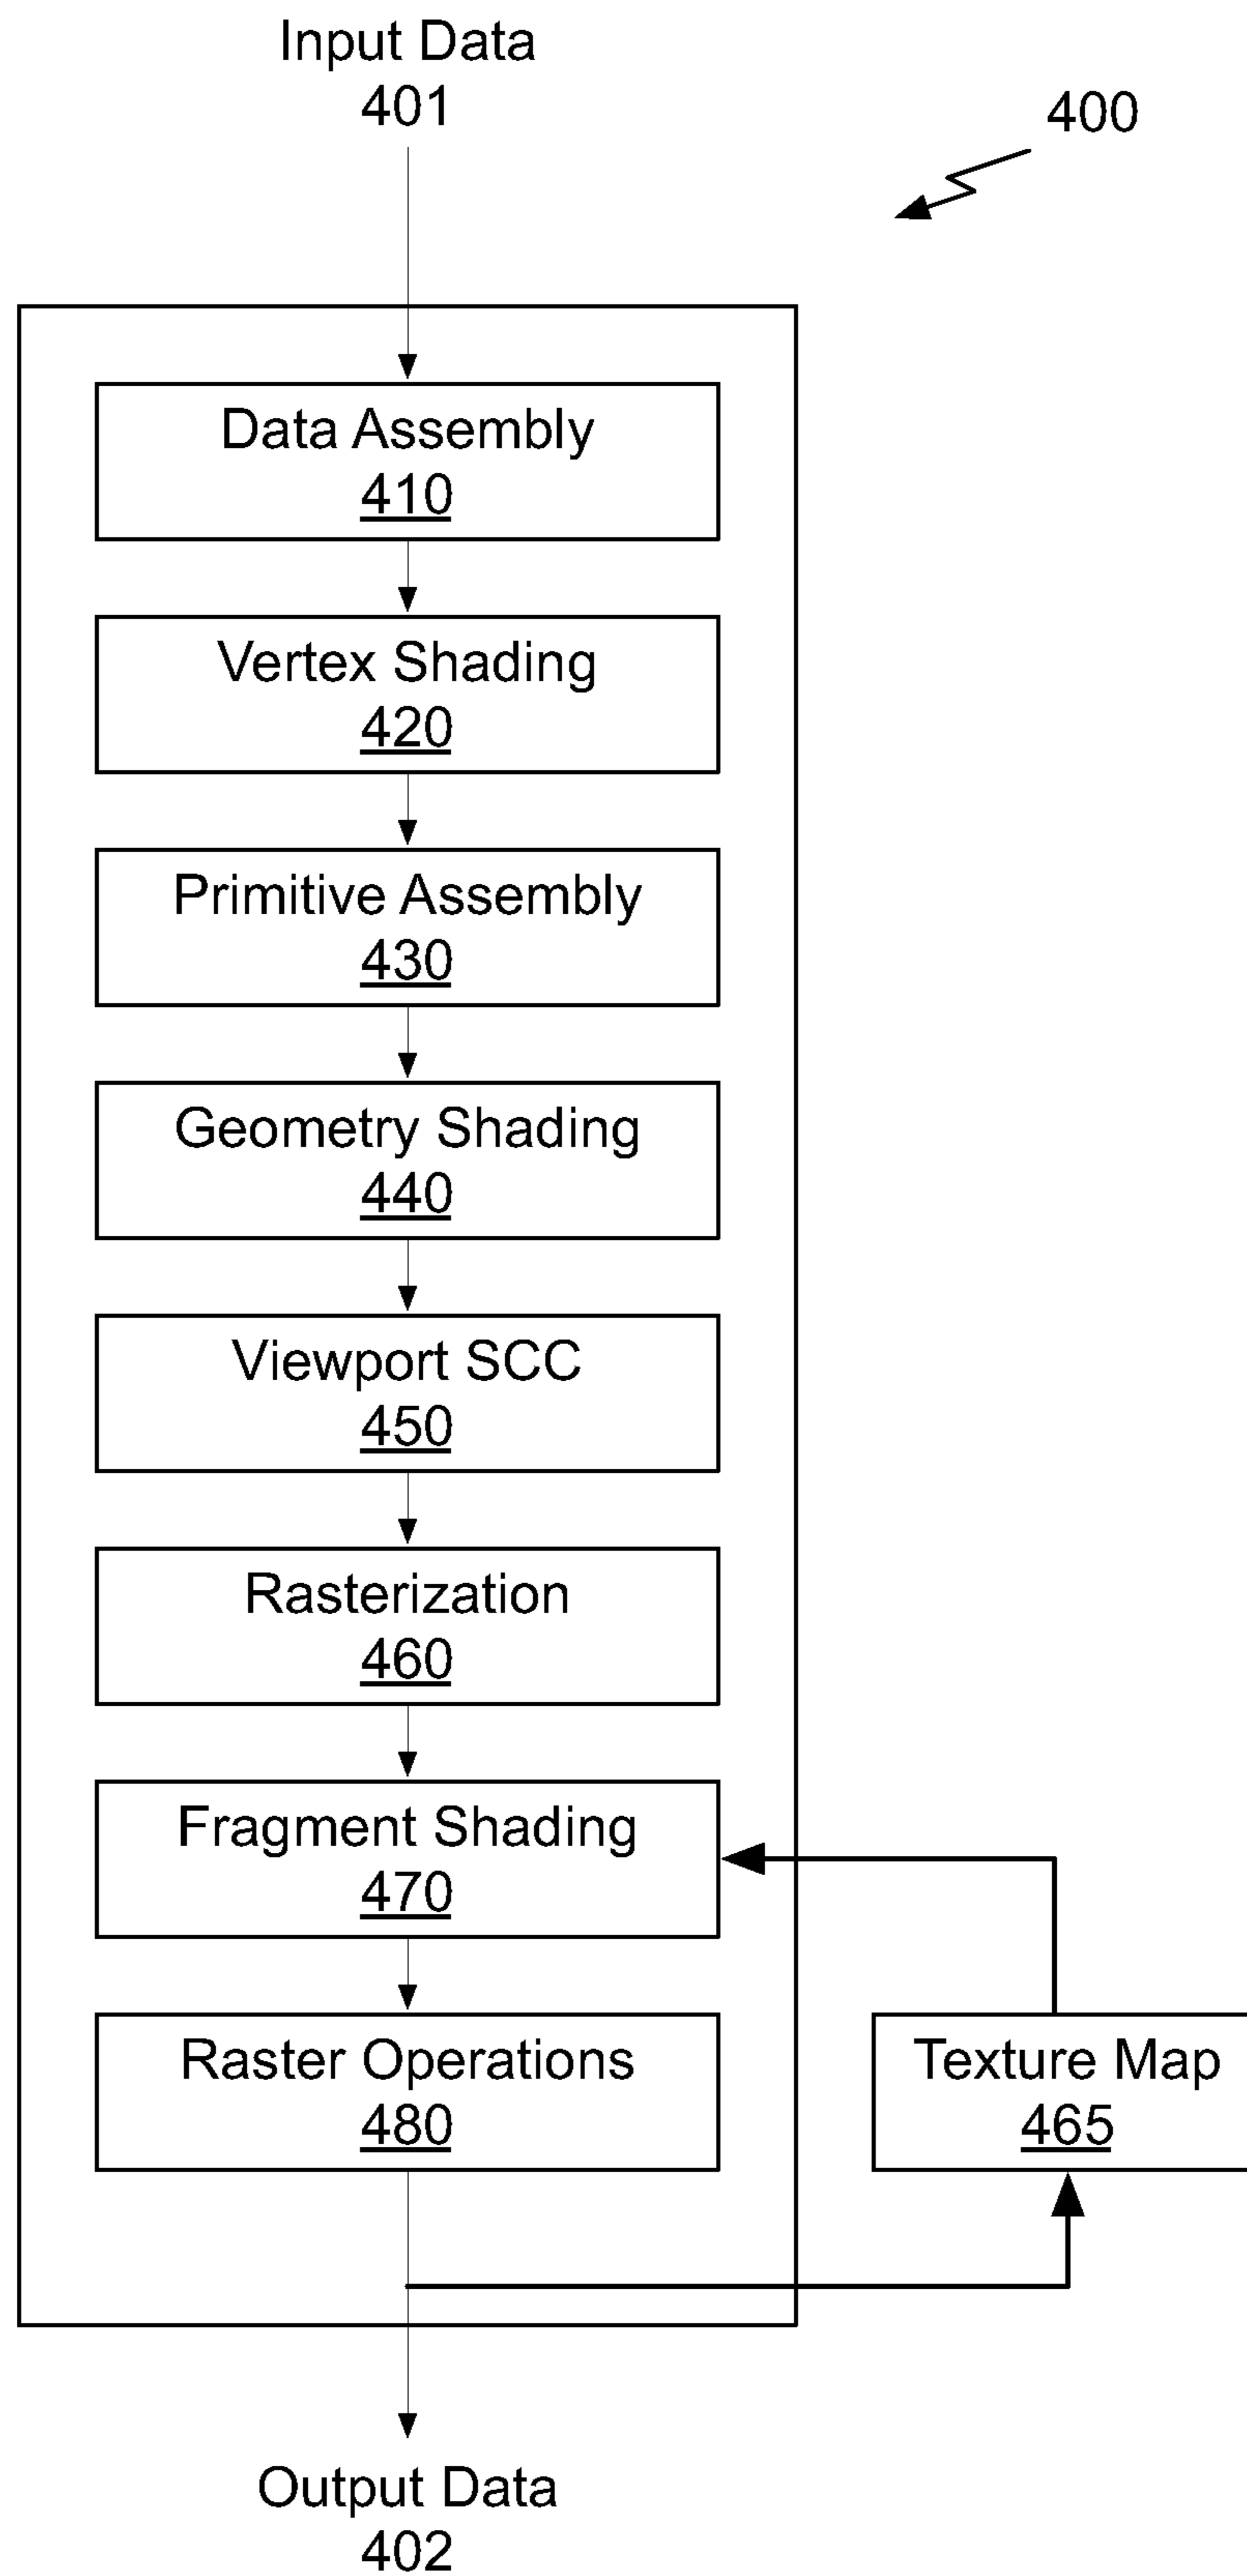 Input Data
401
400
Data Assembly
410
Vertex Shading
420
Primitive Assembly
430
Geometry Shading
440
Viewport SCC
450
Rasterization
460
Fragment Shading
470
Raster Operations
480
Texture Map
465
Output Data
402